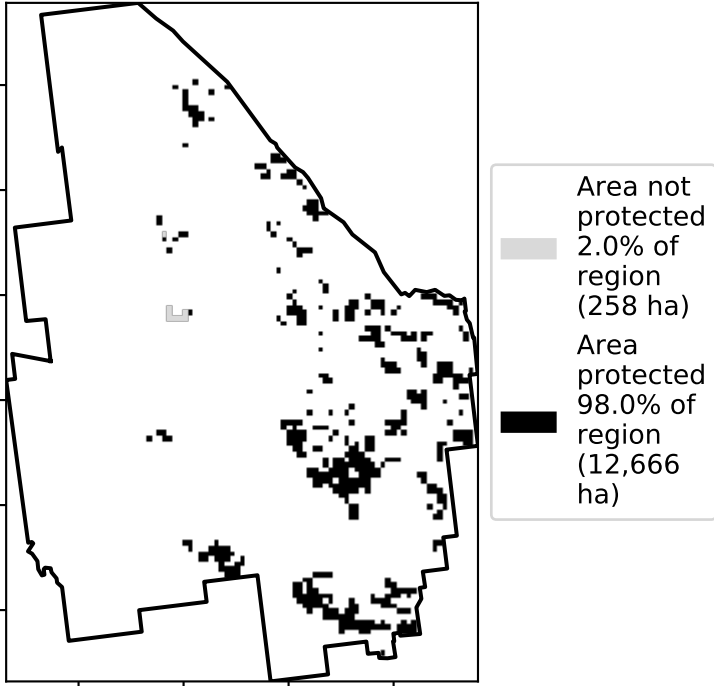 Area not
protected
2.0% of
region
(258 ha)
Area
protected
98.0% of
region
(12,666
ha)